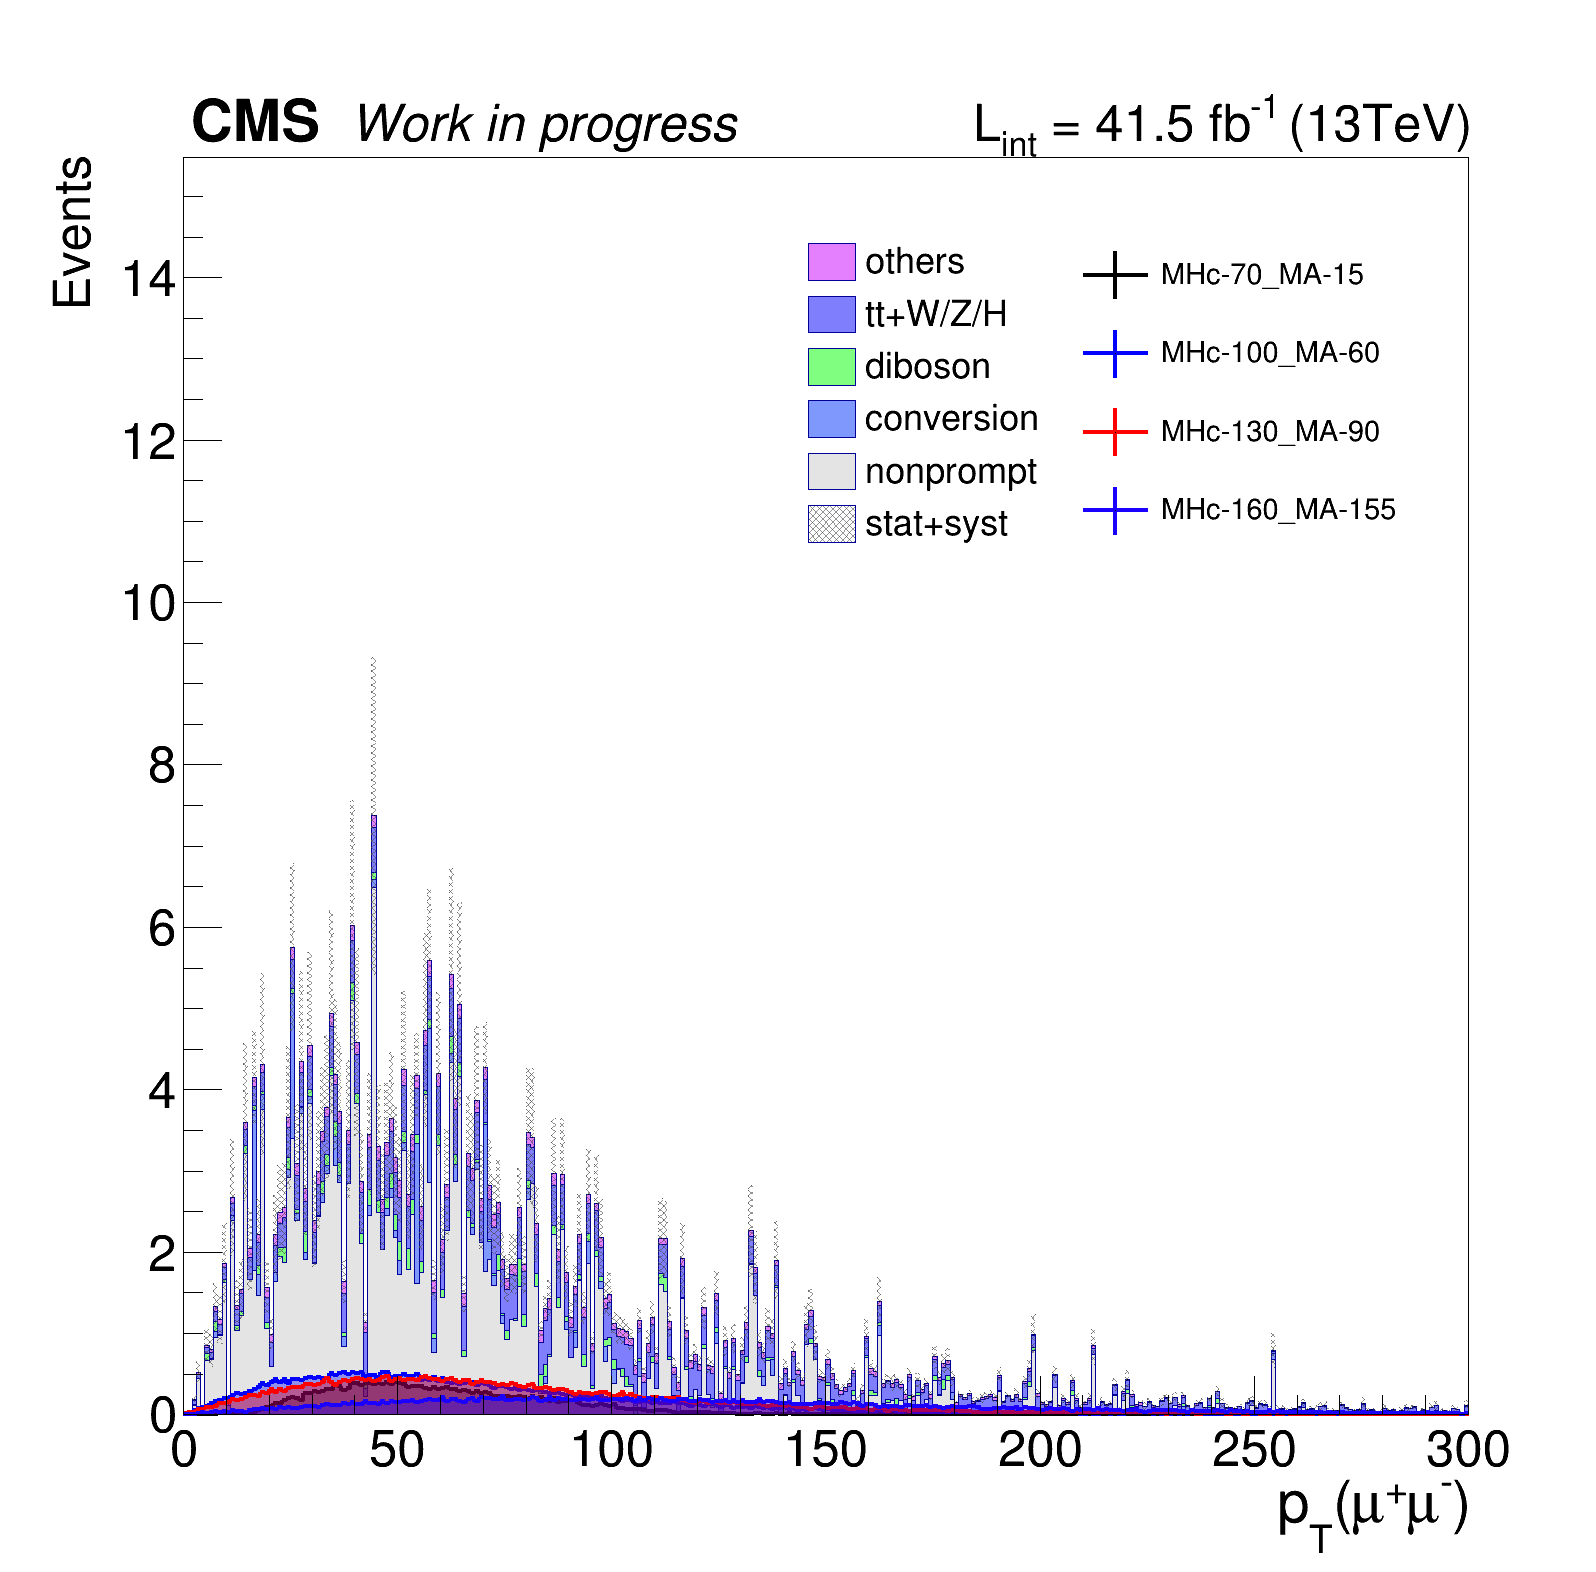 CMS Work in progress L_int = 41.5 fb^-1 (13TeV)
Events
14
12
10
8
6
4
2
0
others
tt+W/Z/H
diboson
conversion
nonprompt
stat+syst
MHc-70_MA-15
MHc-100_MA-60
MHc-130_MA-90
MHc-160_MA-155
0 50 100 150 200 250 300
p_T(μ^+μ^-)